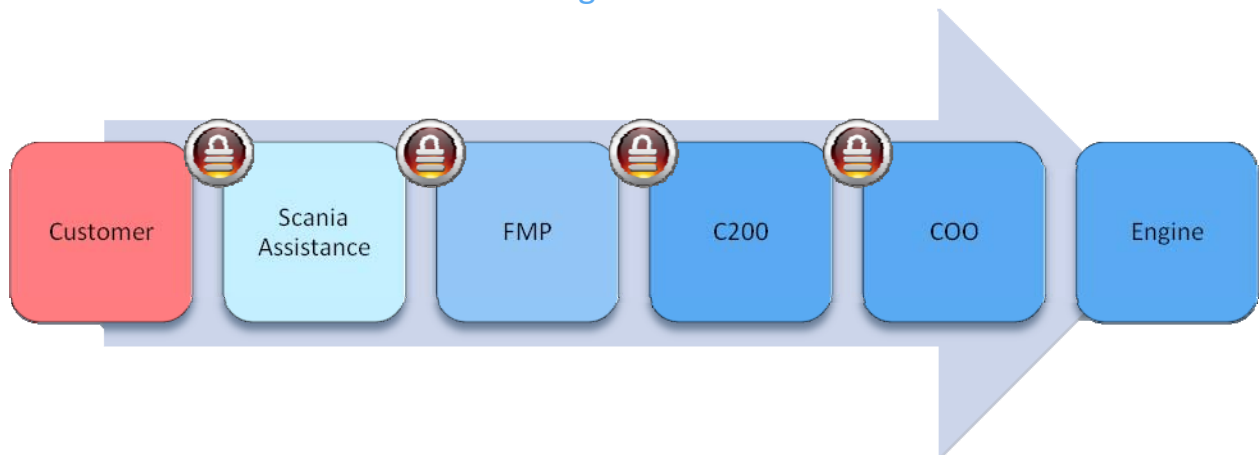 Customer
Scania
Assistance
FMP
C200
COO
Engine